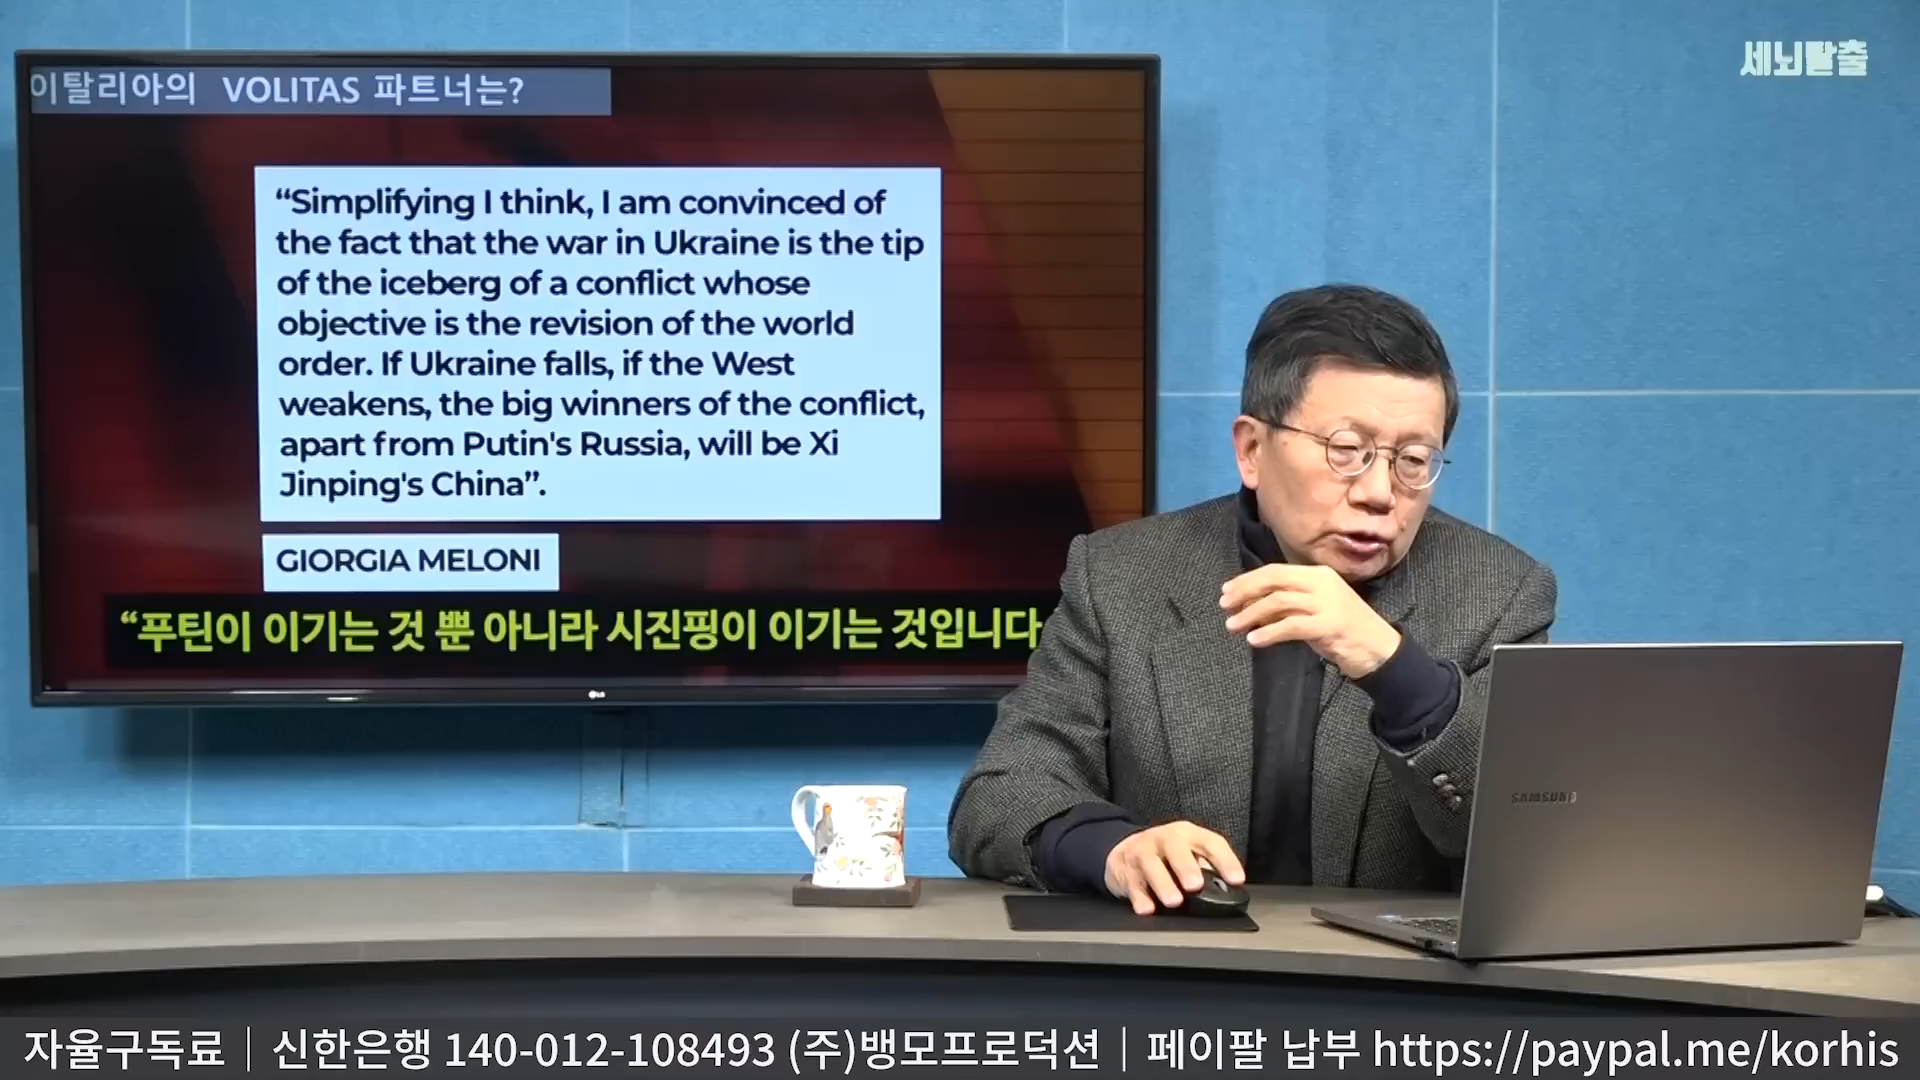 세뇌탈출
이탈리아의 VOLITAS 파트너는?
“Simplifying I think, I am convinced of
the fact that the war in Ukraine is the tip
of the iceberg of a conflict whose
objective is the revision of the world
order. If Ukraine falls, if the West
weakens, the big winners of the conflict,
apart from Putin's Russia, will be Xi
Jinping's China”.
GIORGIA MELONI
“푸틴이 이기는 것 뿐 아니라 시진핑이 이기는 것입니다
LG
SAMSUNG
자율구독료│신한은행 140-012-108493 (주)뱅모프로덕션│페이팔 납부 https://paypal.me/korhis